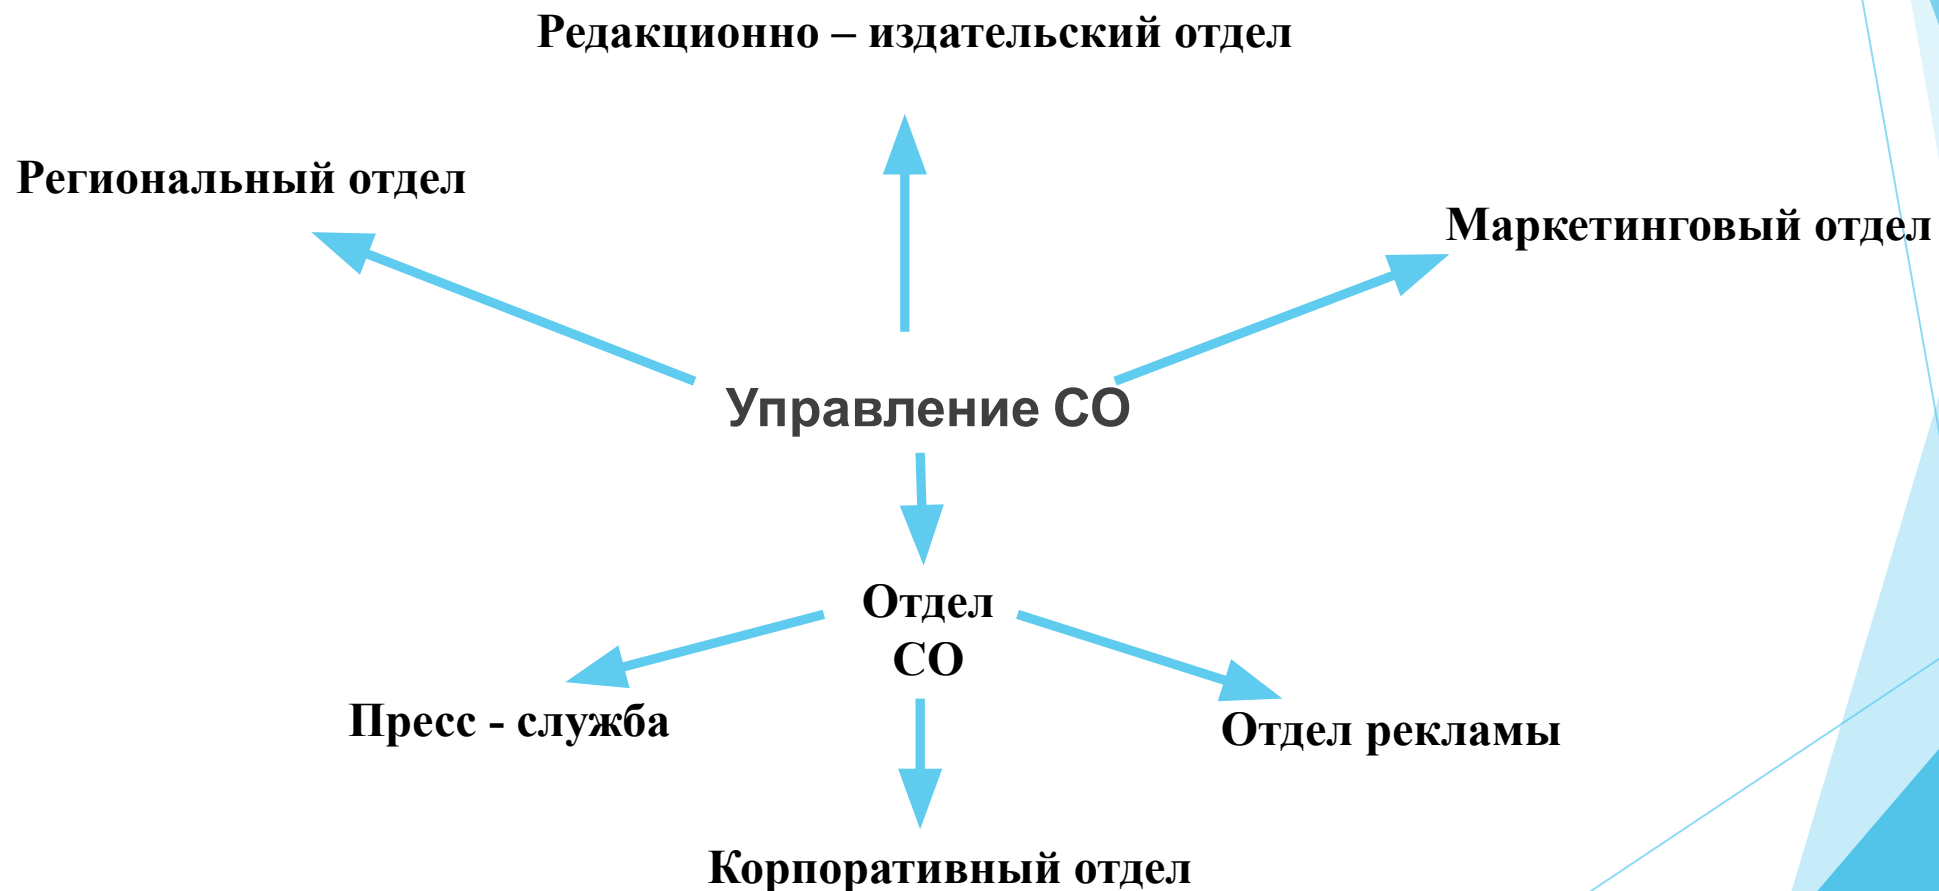 Редакционно – издательский отдел
Региональный отдел
Маркетинговый отдел
Управление СО
Отдел
СО
Пресс - служба
Отдел рекламы
Корпоративный отдел